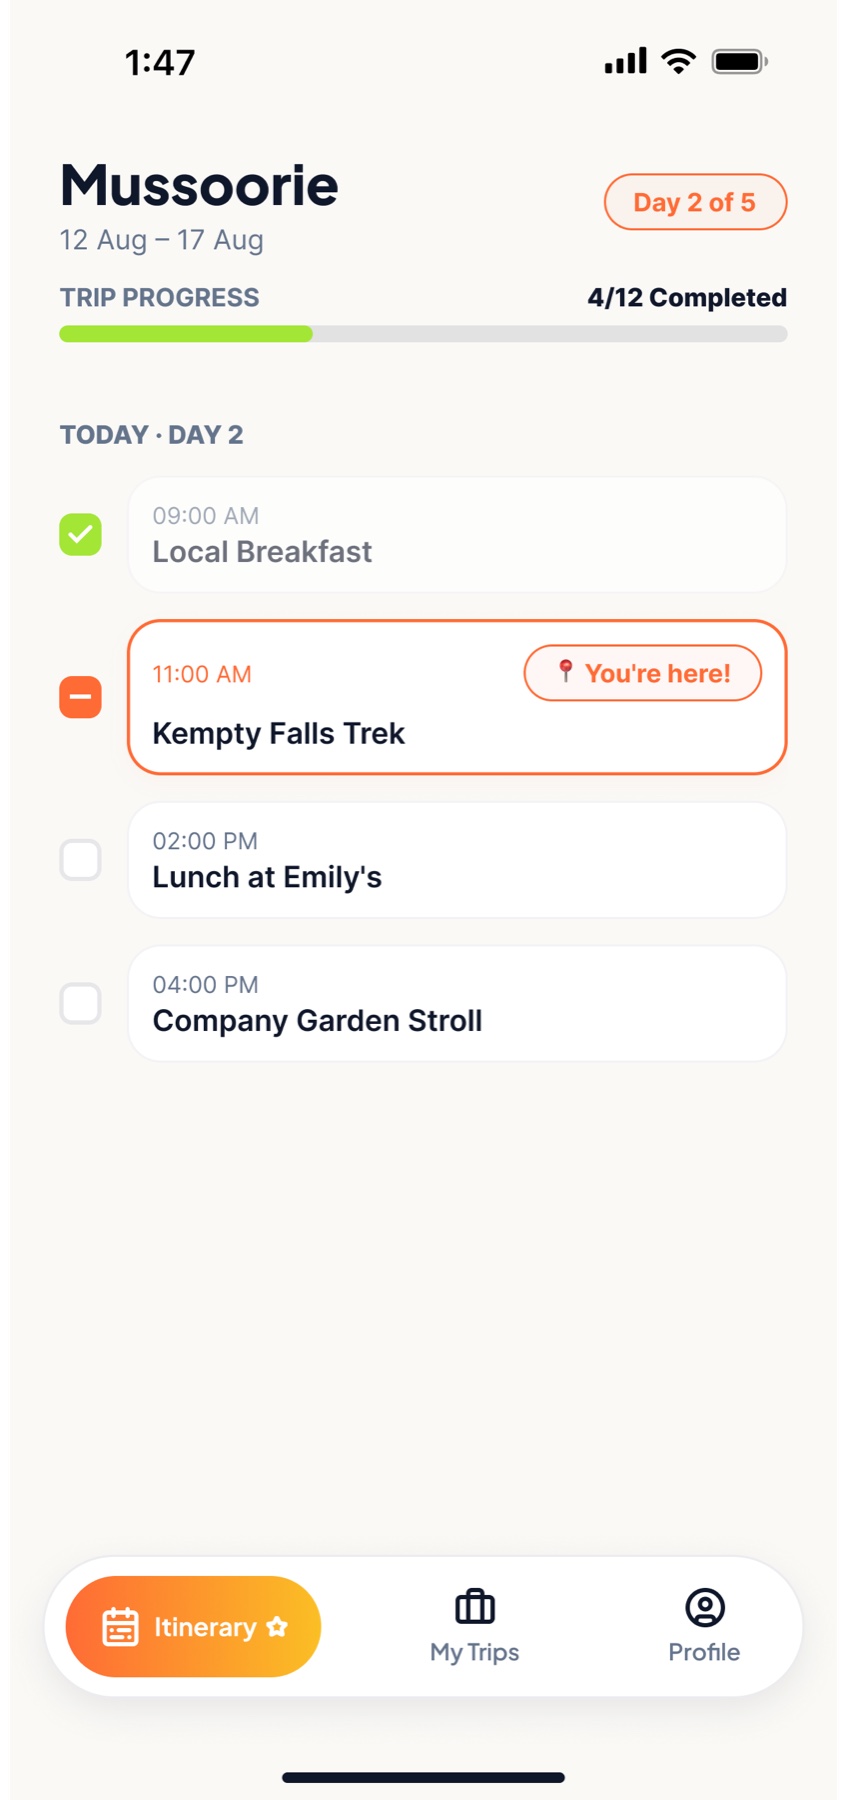 1:47
Mussoorie
Day 2 of 5
12 Aug – 17 Aug
TRIP PROGRESS
4/12 Completed
TODAY · DAY 2
09:00 AM
Local Breakfast
11:00 AM
📍 You're here!
Kempty Falls Trek
02:00 PM
Lunch at Emily's
04:00 PM
Company Garden Stroll
Itinerary
My Trips
Profile